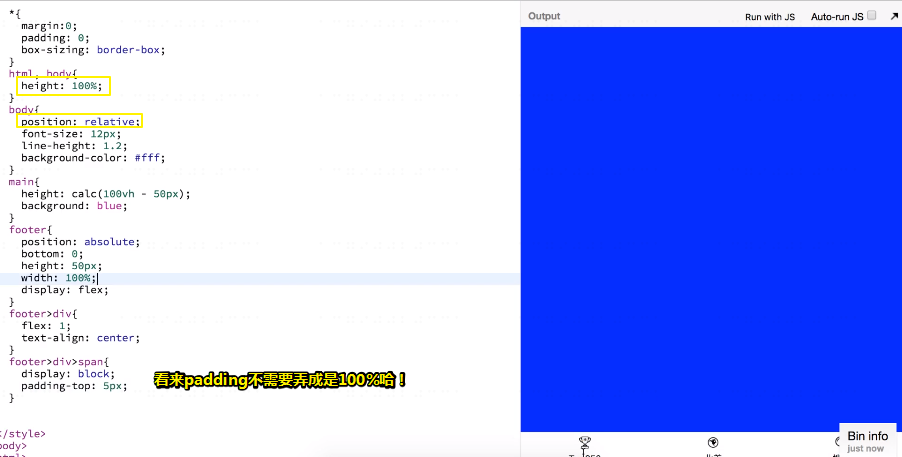 *{
margin:0;
padding: 0;
box-sizing: border-box;
}
html, body{
height: 100%;
}
body{
position: relative;
font-size: 12px;
line-height: 1.2;
background-color: #fff;
}
main{
height: calc(100vh - 50px);
background: blue;
}
footer{
position: absolute;
bottom: 0;
height: 50px;
width: 100%;
display: flex;
}
footer>div{
flex: 1;
text-align: center;
}
footer>div>span{
display: block;
padding-top: 5px;
}
看来padding不需要弄成是100%哈！
</style>
Output
Run with JS
Auto-run JS
Bin info
just now